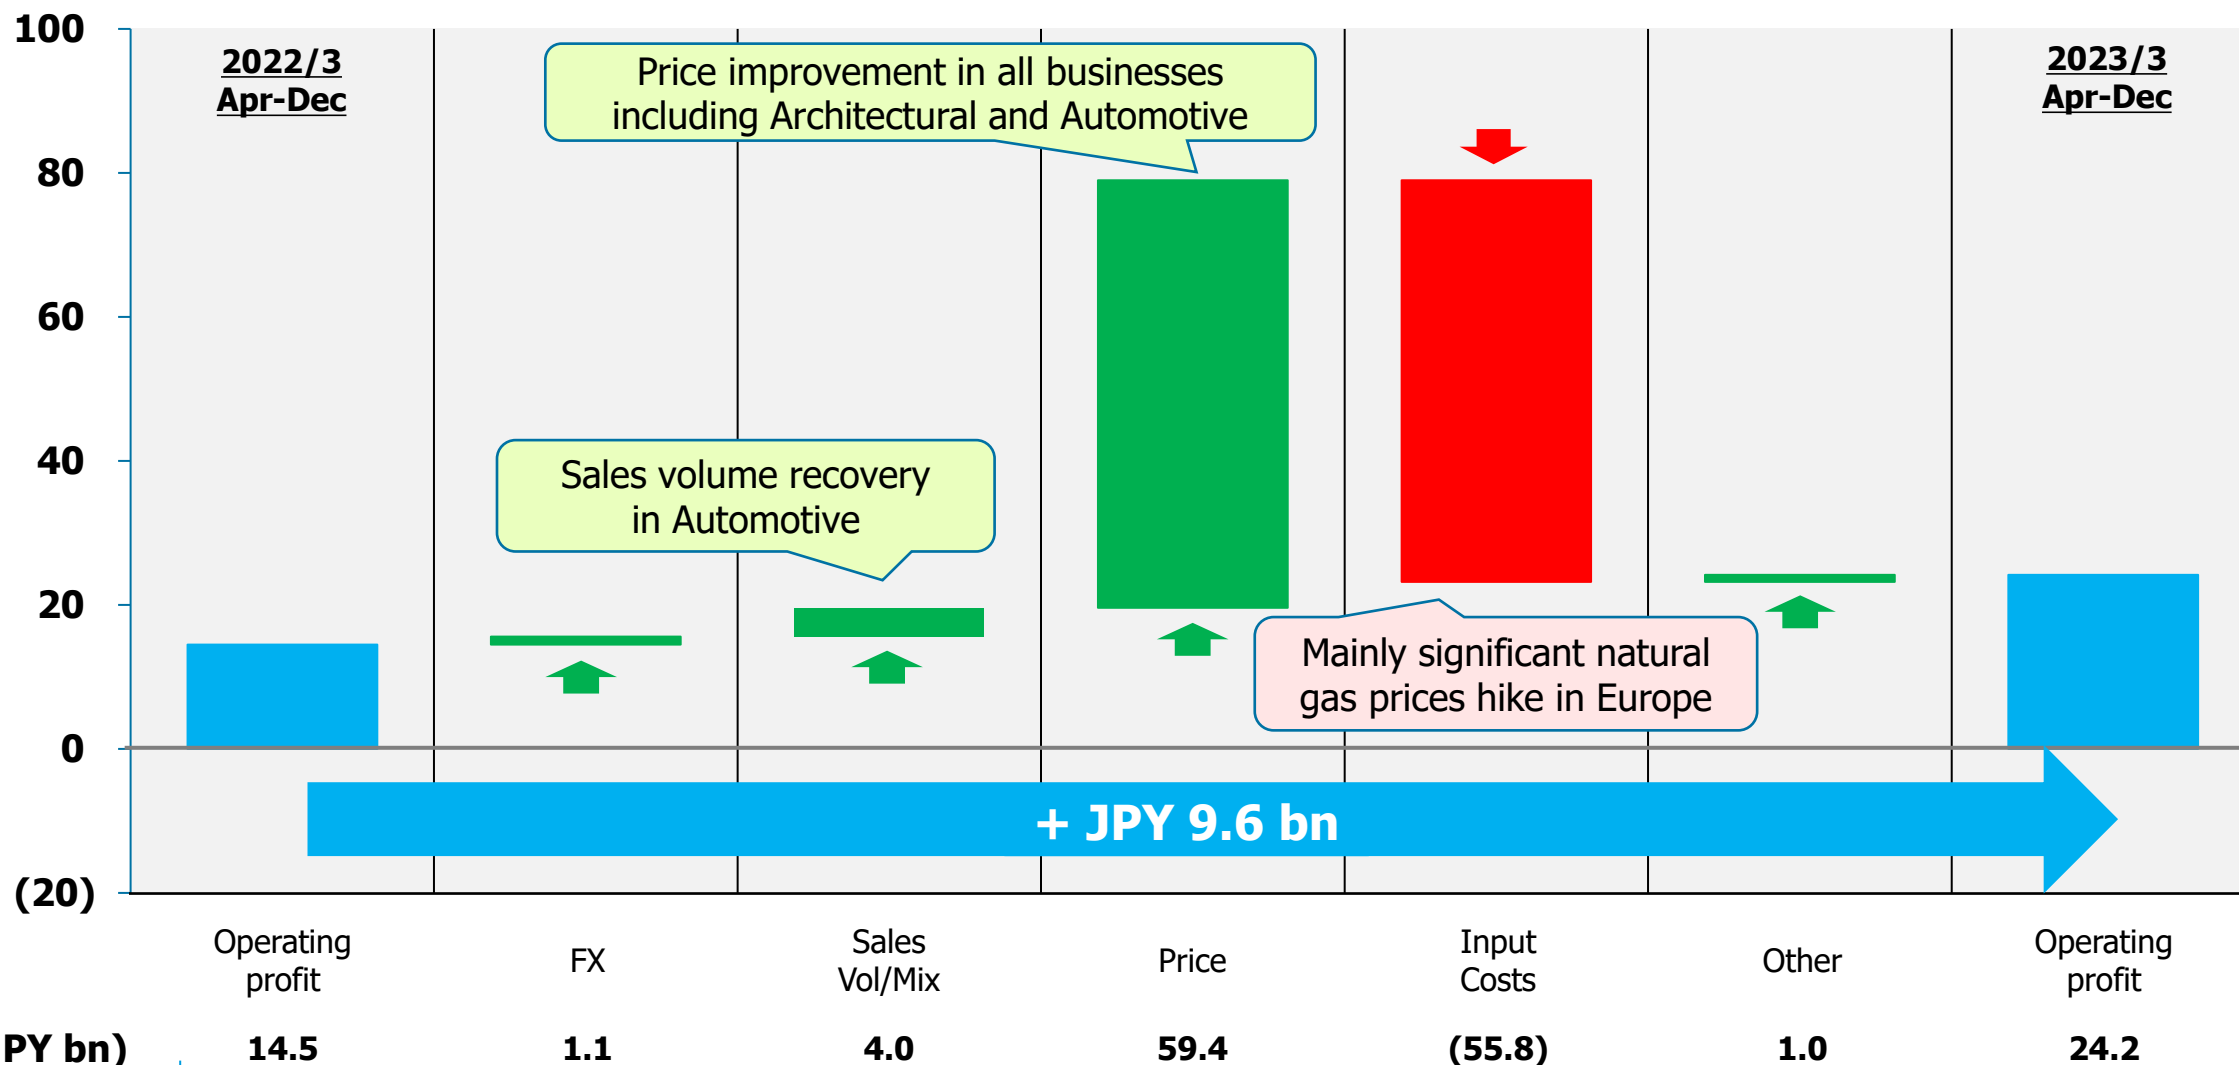 100
80
60
40
20
0
(20)
2022/3
Apr-Dec
Price improvement in all businesses
including Architectural and Automotive
2023/3
Apr-Dec
Sales volume recovery
in Automotive
Mainly significant natural
gas prices hike in Europe
+ JPY 9.6 bn
Operating
profit
FX
Sales
Vol/Mix
Price
Input
Costs
Other
Operating
profit
PY bn) 14.5 1.1 4.0 59.4 (55.8) 1.0 24.2